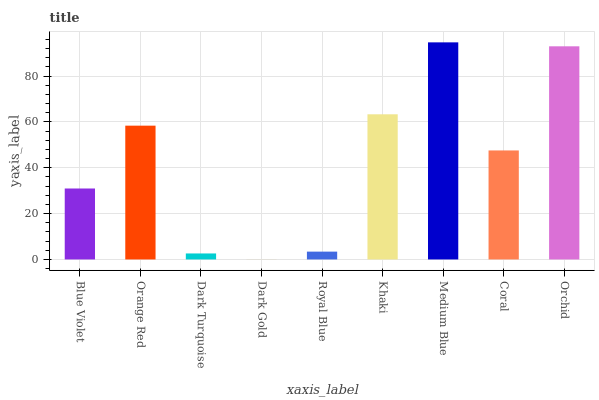 title
yaxis_label
80
60
40
20
0
Blue Violet
Orange Red
Dark Turquoise
Dark Gold
Royal Blue
Khaki
Medium Blue
Coral
Orchid
xaxis_label